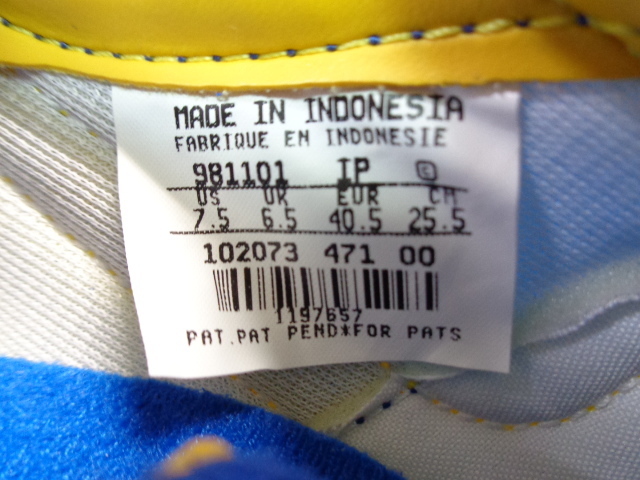 MADE IN INDONESIA
FABRIQUE EN INDONESIE
981101 IP C
US UK EUR CM
7.5 6.5 40.5 25.5
102073 471 00
1197657
PAT.PAT PEND*FOR PATS